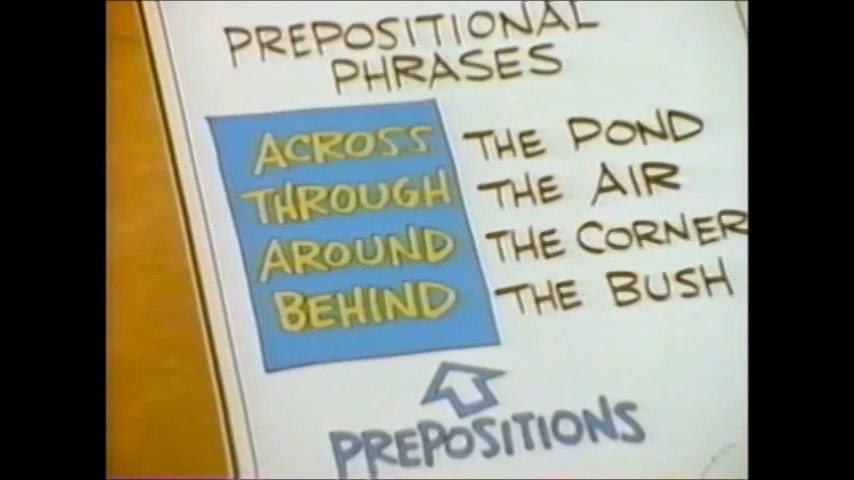 PREPOSITIONAL
PHRASES
ACROSS THE POND
THROUGH THE AIR
AROUND THE CORNER
BEHIND THE BUSH
PREPOSITIONS